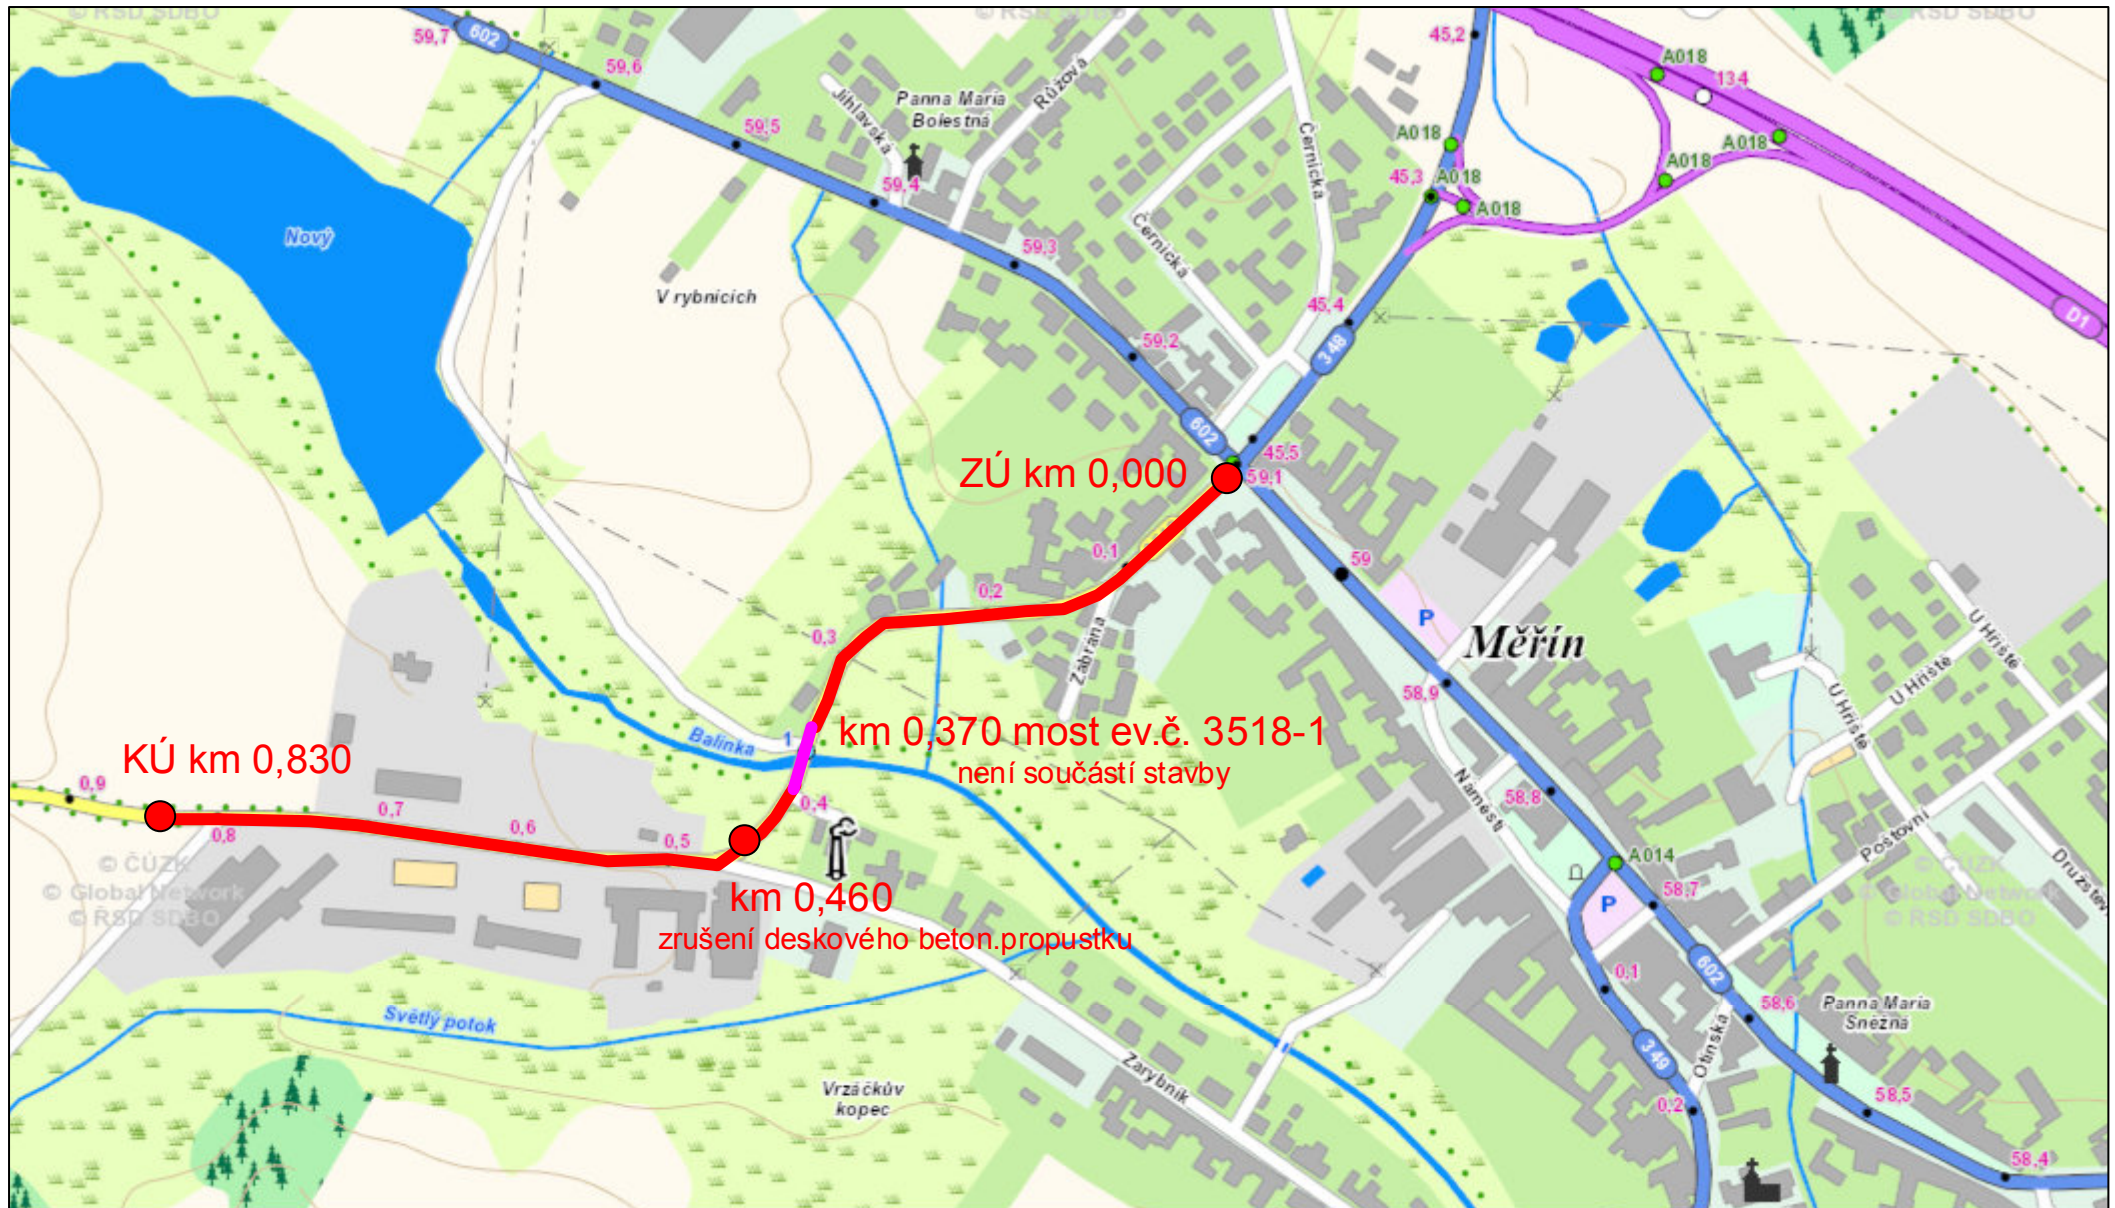 © ŘSD SDBO
© ŘSD SDBO
© ŘSD SDBO
59,7
602
59,6
59,5
59,4
59,3
59,2
45,2
A018
134
A018
A018
A018
45,3
A018
A018
D1
Jihlavská
Panna Maria
Bolestná
Růžová
Černická
Černická
Nový
V rybnících
45,4
348
602
45,5
59,1
ZÚ km 0,000
0,1
0,2
0,3
59
P
Měřín
Zábrana
58,9
U Hřiště
U Hřiště
U Hřiště
Balinka
1
km 0,370 most ev.č. 3518-1
není součástí stavby
KÚ km 0,830
0,9
0,8
0,7
0,6
0,5
0,4
Náměstí
58,8
Poštovní
Družstev
A014
58,7
P
© ČÚZK
© Global Network
© ŘSD SDBO
© ČÚZK
© Global Network
© ŘSD SDBO
km 0,460
zrušení deskového beton.propustku
602
0,1
58,6
Panna Maria
Sněžná
Světlý potok
Otínská
349
Zarybník
Vrzáčkův
kopec
0,2
58,5
58,4